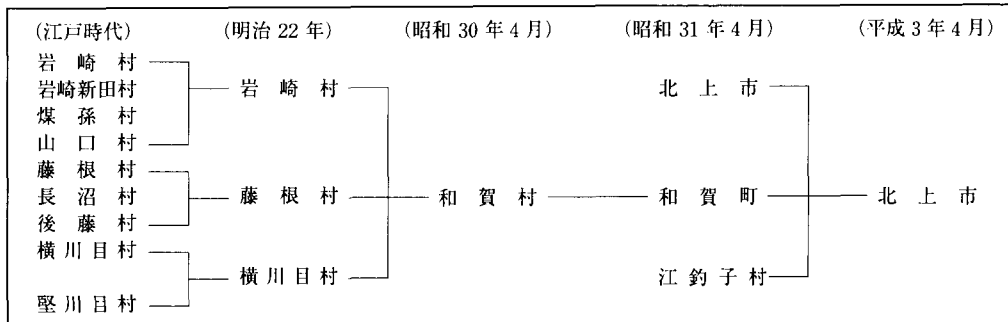 (江戸時代) (明治22年) (昭和30年4月) (昭和31年4月) (平成3年4月)
岩崎村
岩崎新田村 岩崎村 北上市
煤孫村
山口村
藤根村
長沼村 藤根村 和賀村 和賀町 北上市
後藤村
横川目村
横川目村 江釣子村
堅川目村